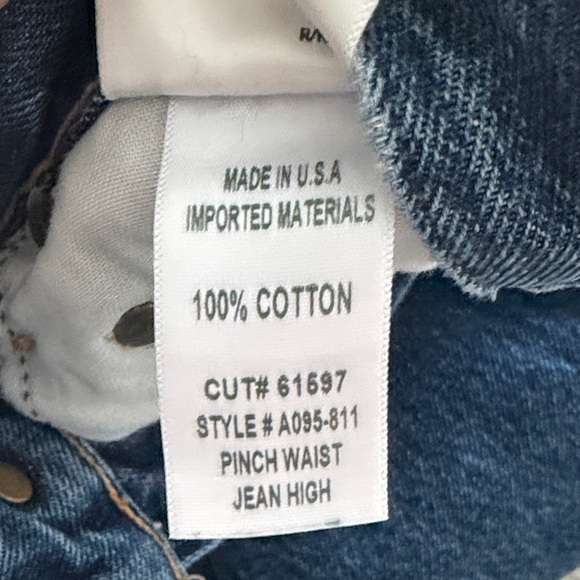 MADE IN U.S.A
IMPORTED MATERIALS
100% COTTON
CUT# 61597
STYLE # A095-811
PINCH WAIST
JEAN HIGH